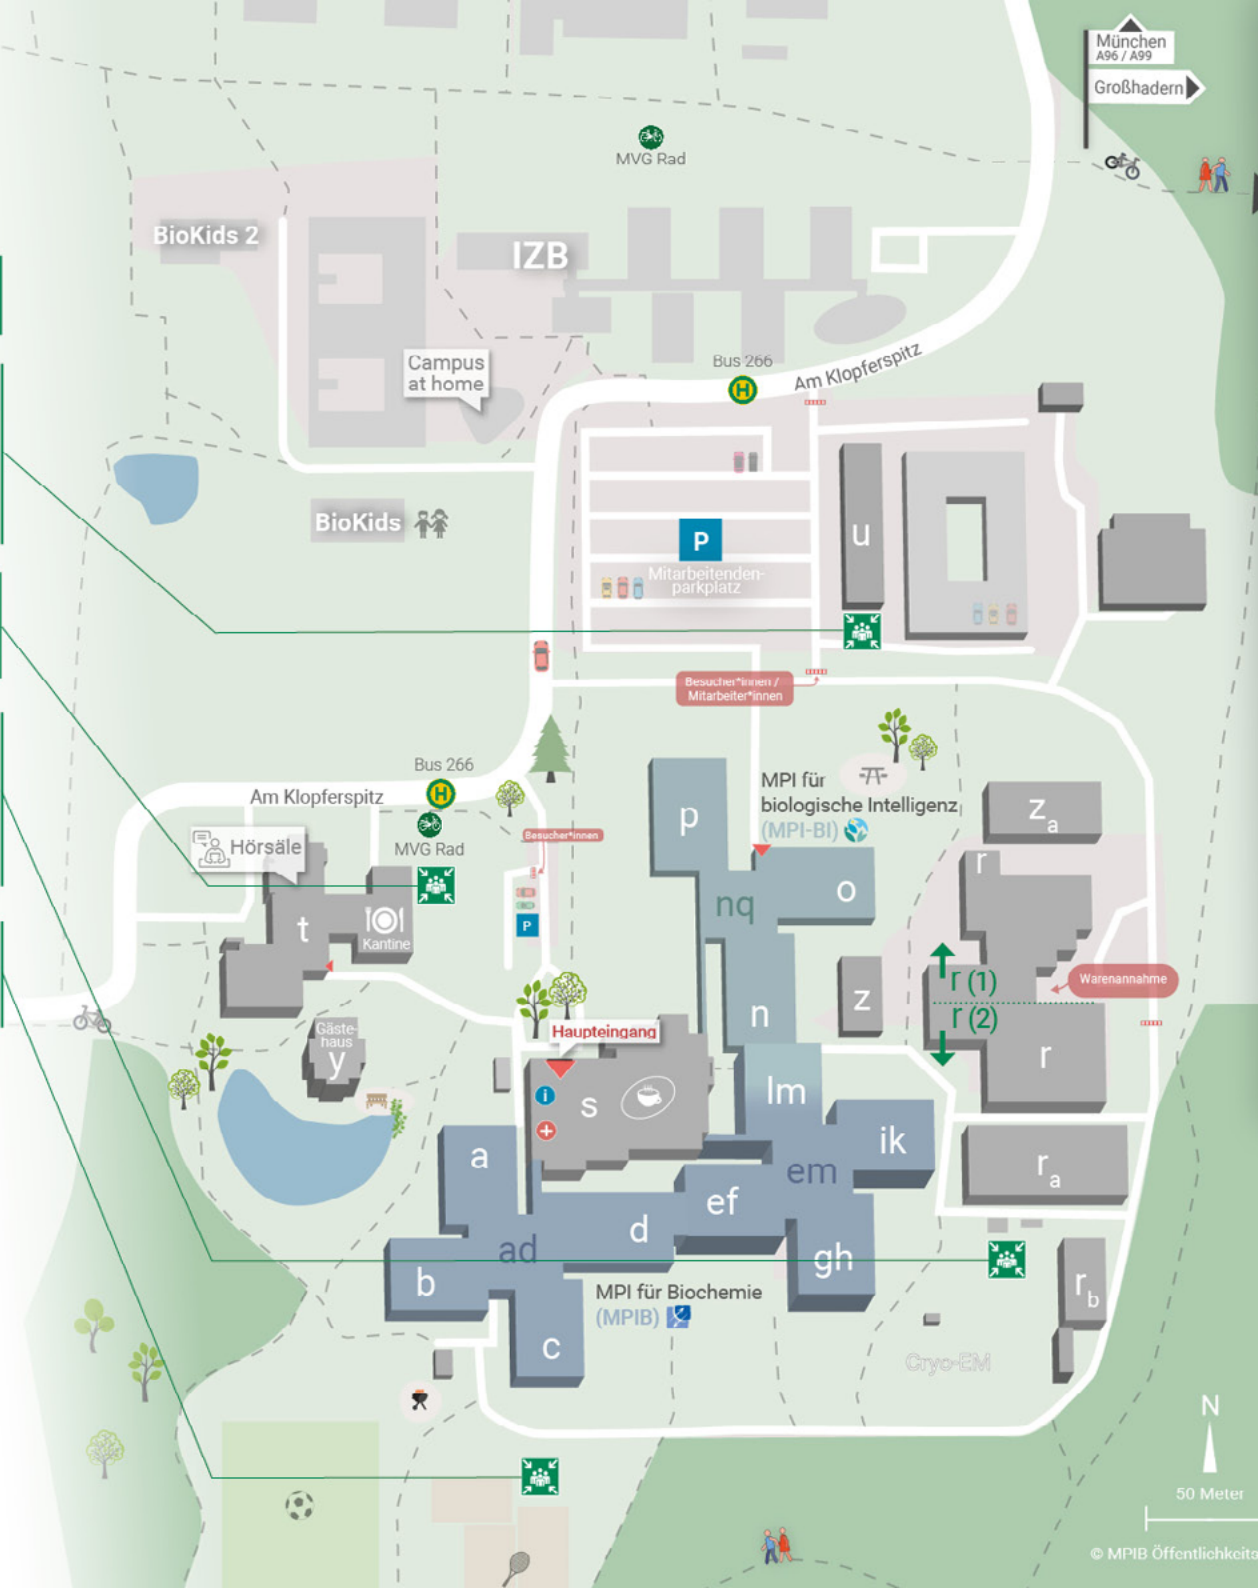 München
A96 / A99
Großhadern
MVG Rad
BioKids 2
IZB
Campus
at home
Bus 266
H
Am Klopferspitz
BioKids
P
Mitarbeitenden-
parkplatz
u
Besucher*innen /
Mitarbeiter*innen
Bus 266
H
Am Klopferspitz
MVG Rad
Besucher*innen
P
Hörsäle
t
Kantine
p
MPI für
biologische Intelligenz
(MPI-BI)
o
nq
n
z
za
r
r (1)
r (2)
r
Warenannahme
Gäste-
haus
y
Haupteingang
i
s
lm
a
ik
em
ef
d
ad
gh
b
c
ra
rb
MPI für Biochemie
(MPIB)
Cryo-EM
N
50 Meter
© MPIB Öffentlichkeits